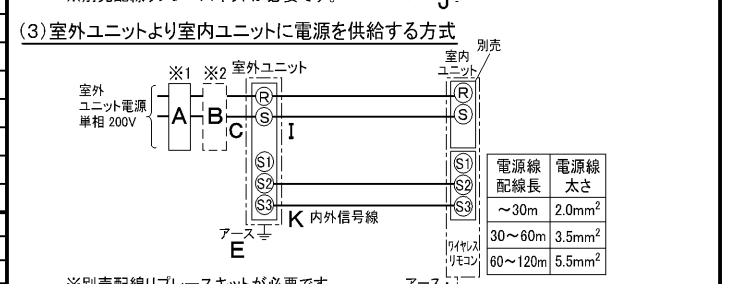 (3)室外ユニットより室内ユニットに電源を供給する方式
別売
※1 ※2 室外ユニット
室内
ユニット
室外
ユニット電源
単相 200V
A
B
C
R
S
I
R
S
S1
S2
S3
S1
S2
S3
K 内外信号線
アース
E
ワイヤレス
リモコン
電源線
配線長
電源線
太さ
~30m 2.0mm²
30~60m 3.5mm²
60~120m 5.5mm²